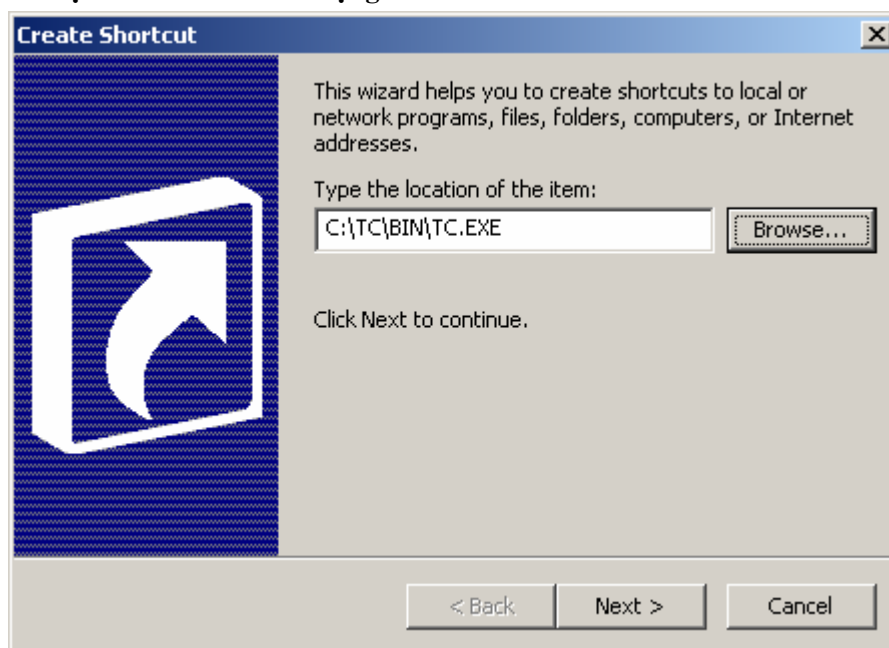 Create Shortcut
This wizard helps you to create shortcuts to local or
network programs, files, folders, computers, or Internet
addresses.
Type the location of the item:
C:\TC\BIN\TC.EXE
Browse...
Click Next to continue.
< Back
Next >
Cancel